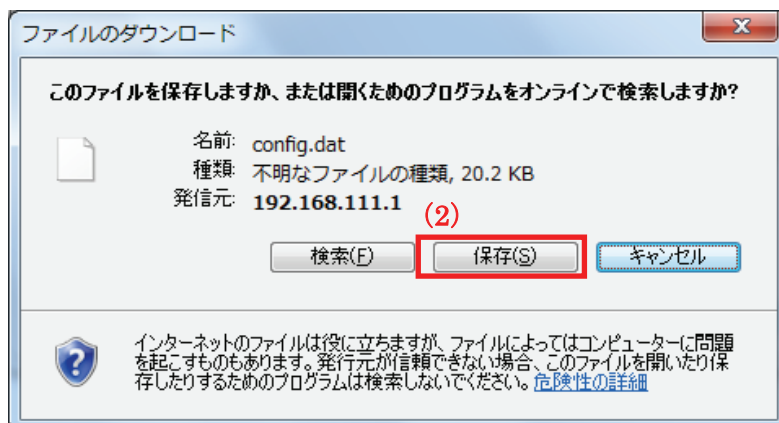 ファイルのダウンロード
このファイルを保存しますか、または開くためのプログラムをオンラインで検索しますか?
名前: config.dat
種類: 不明なファイルの種類, 20.2 KB
発信元: 192.168.111.1
(2)
検索(F) 保存(S) キャンセル
インターネットのファイルは役に立ちますが、ファイルによってはコンピューターに問題
を起こすものもあります。発行元が信頼できない場合、このファイルを開いたり保
存したりするためのプログラムは検索しないでください。危険性の詳細